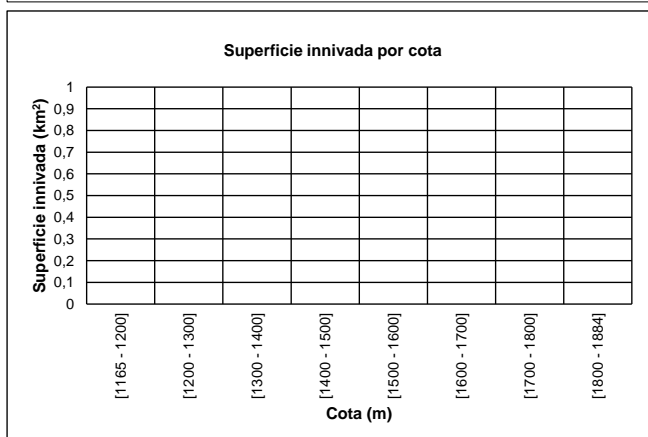 Superficie innivada por cota
Superficie innivada (km²)
1
0,9
0,8
0,7
0,6
0,5
0,4
0,3
0,2
0,1
0
[1165 - 1200]
[1200 - 1300]
[1300 - 1400]
[1400 - 1500]
[1500 - 1600]
[1600 - 1700]
[1700 - 1800]
[1800 - 1884]
Cota (m)